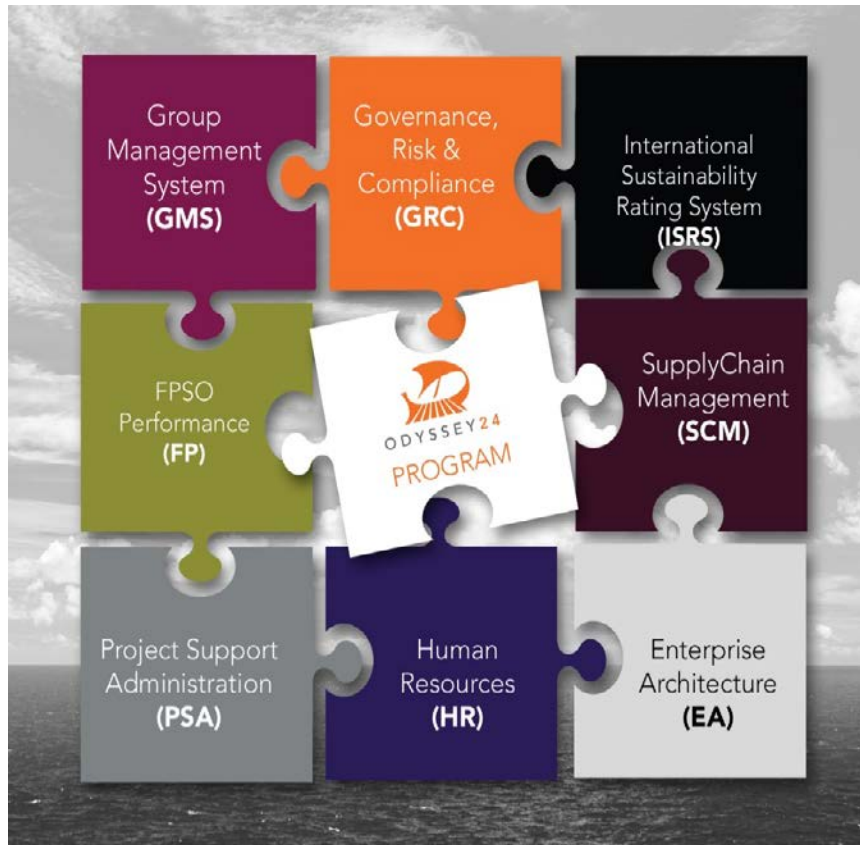 Group
Management
System
(GMS)
Governance,
Risk &
Compliance
(GRC)
International
Sustainability
Rating System
(ISRS)
FPSO
Performance
(FP)
ODYSSEY24
PROGRAM
SupplyChain
Management
(SCM)
Project Support
Administration
(PSA)
Human
Resources
(HR)
Enterprise
Architecture
(EA)